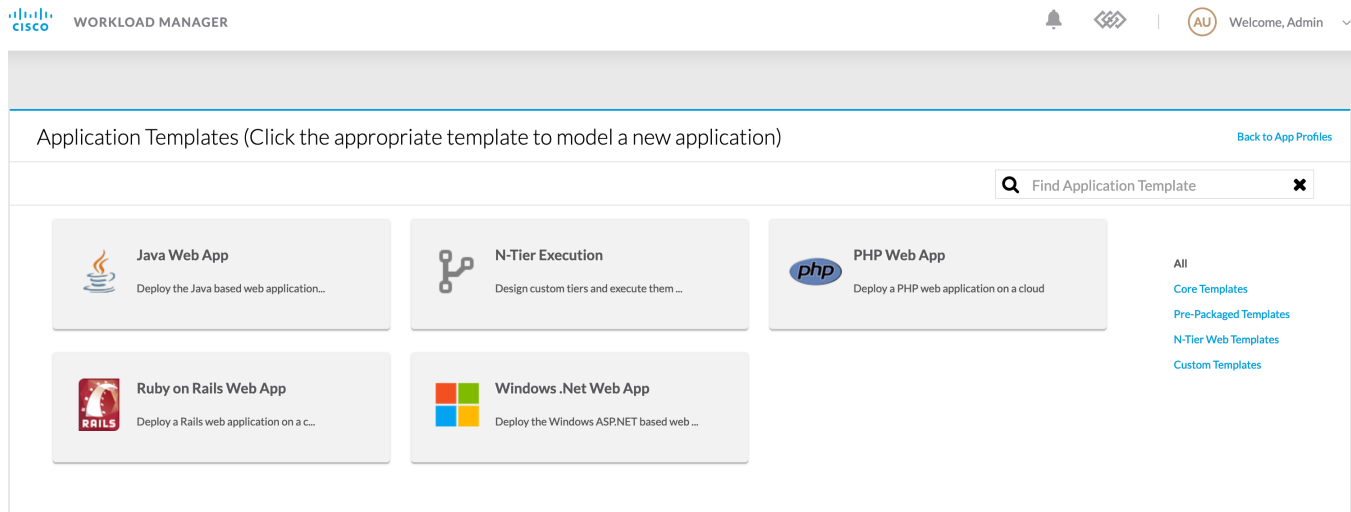 CISCO WORKLOAD MANAGER AU Welcome, Admin
Application Templates (Click the appropriate template to model a new application) Back to App Profiles
Find Application Template
Java Web App
Deploy the Java based web application...
N-Tier Execution
Design custom tiers and execute them ...
php
PHP Web App
Deploy a PHP web application on a cloud
RAILS
Ruby on Rails Web App
Deploy a Rails web application on a c...
Windows .Net Web App
Deploy the Windows ASP.NET based web ...
All
Core Templates
Pre-Packaged Templates
N-Tier Web Templates
Custom Templates